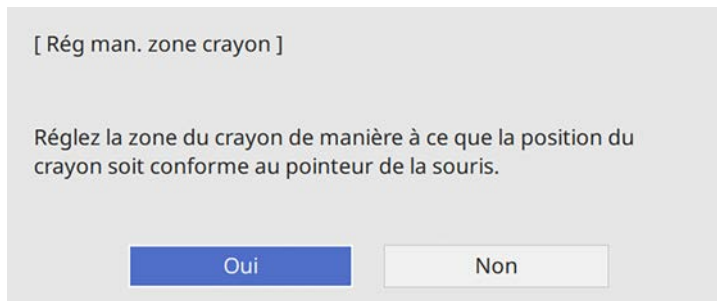 [ Rég man. zone crayon ]
Réglez la zone du crayon de manière à ce que la position du
crayon soit conforme au pointeur de la souris.
Oui
Non